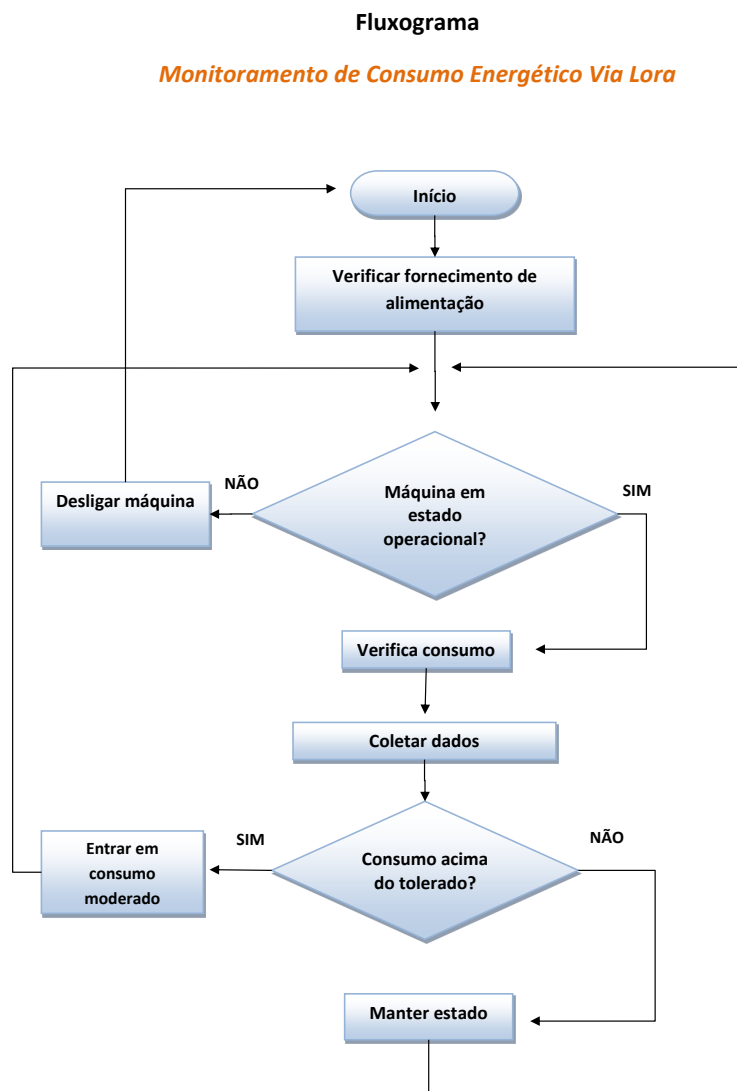 Fluxograma
Monitoramento de Consumo Energético Via Lora
Início
Verificar fornecimento de
alimentação
Máquina em
estado
operacional?
NÃO
SIM
Desligar máquina
Verifica consumo
Coletar dados
Consumo acima
do tolerado?
SIM
NÃO
Entrar em
consumo
moderado
Manter estado